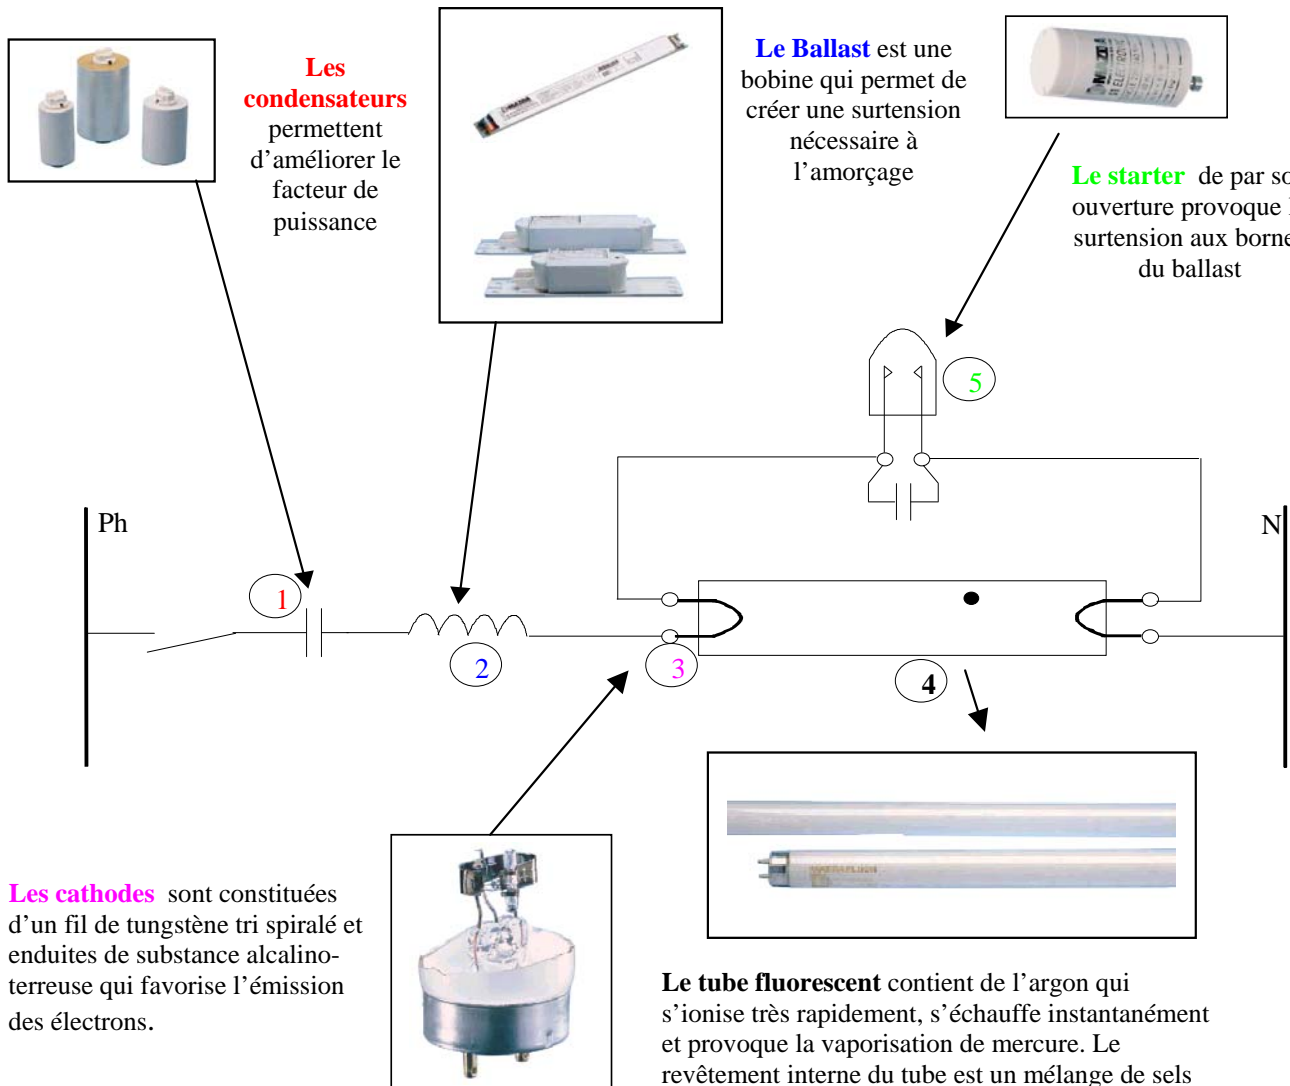 Les
condensateurs
permettent
d’améliorer le
facteur de
puissance
Le Ballast est une
bobine qui permet de
créer une surtension
nécessaire à
l’amorçage
Le starter de par so
ouverture provoque l
surtension aux borne
du ballast
5
Ph
N
1
2
3
4
Les cathodes sont constituées
d’un fil de tungstène tri spiralé et
enduites de substance alcalino-
terreuse qui favorise l’émission
des électrons.
Le tube fluorescent contient de l’argon qui
s’ionise très rapidement, s’échauffe instantanément
et provoque la vaporisation de mercure. Le
revêtement interne du tube est un mélange de sels